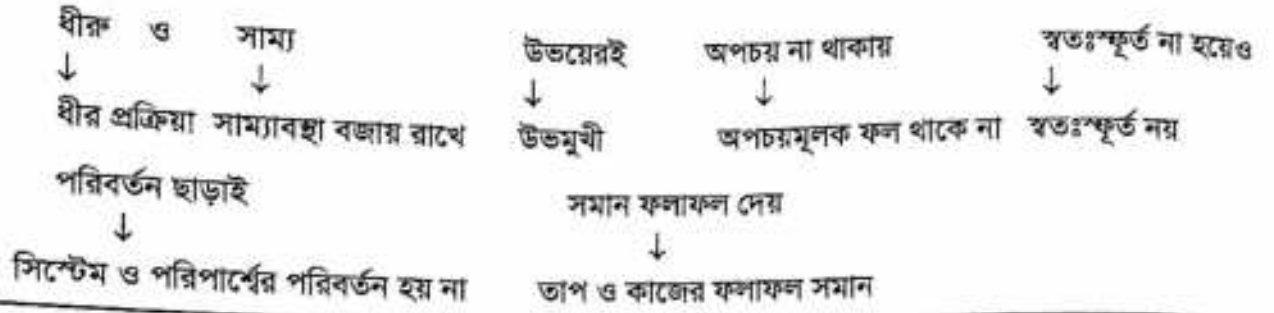 ধীরু ও সাম্য উভয়েরই অপচয় না থাকায় স্বতঃস্ফূর্ত না হয়েও
↓ ↓ ↓ ↓ ↓
ধীর প্রক্রিয়া সাম্যাবস্থা বজায় রাখে উভমুখী অপচয়মূলক ফল থাকে না স্বতঃস্ফূর্ত নয়
পরিবর্তন ছাড়াই সমান ফলাফল দেয়
↓ ↓
সিস্টেম ও পরিপার্শ্বের পরিবর্তন হয় না তাপ ও কাজের ফলাফল সমান